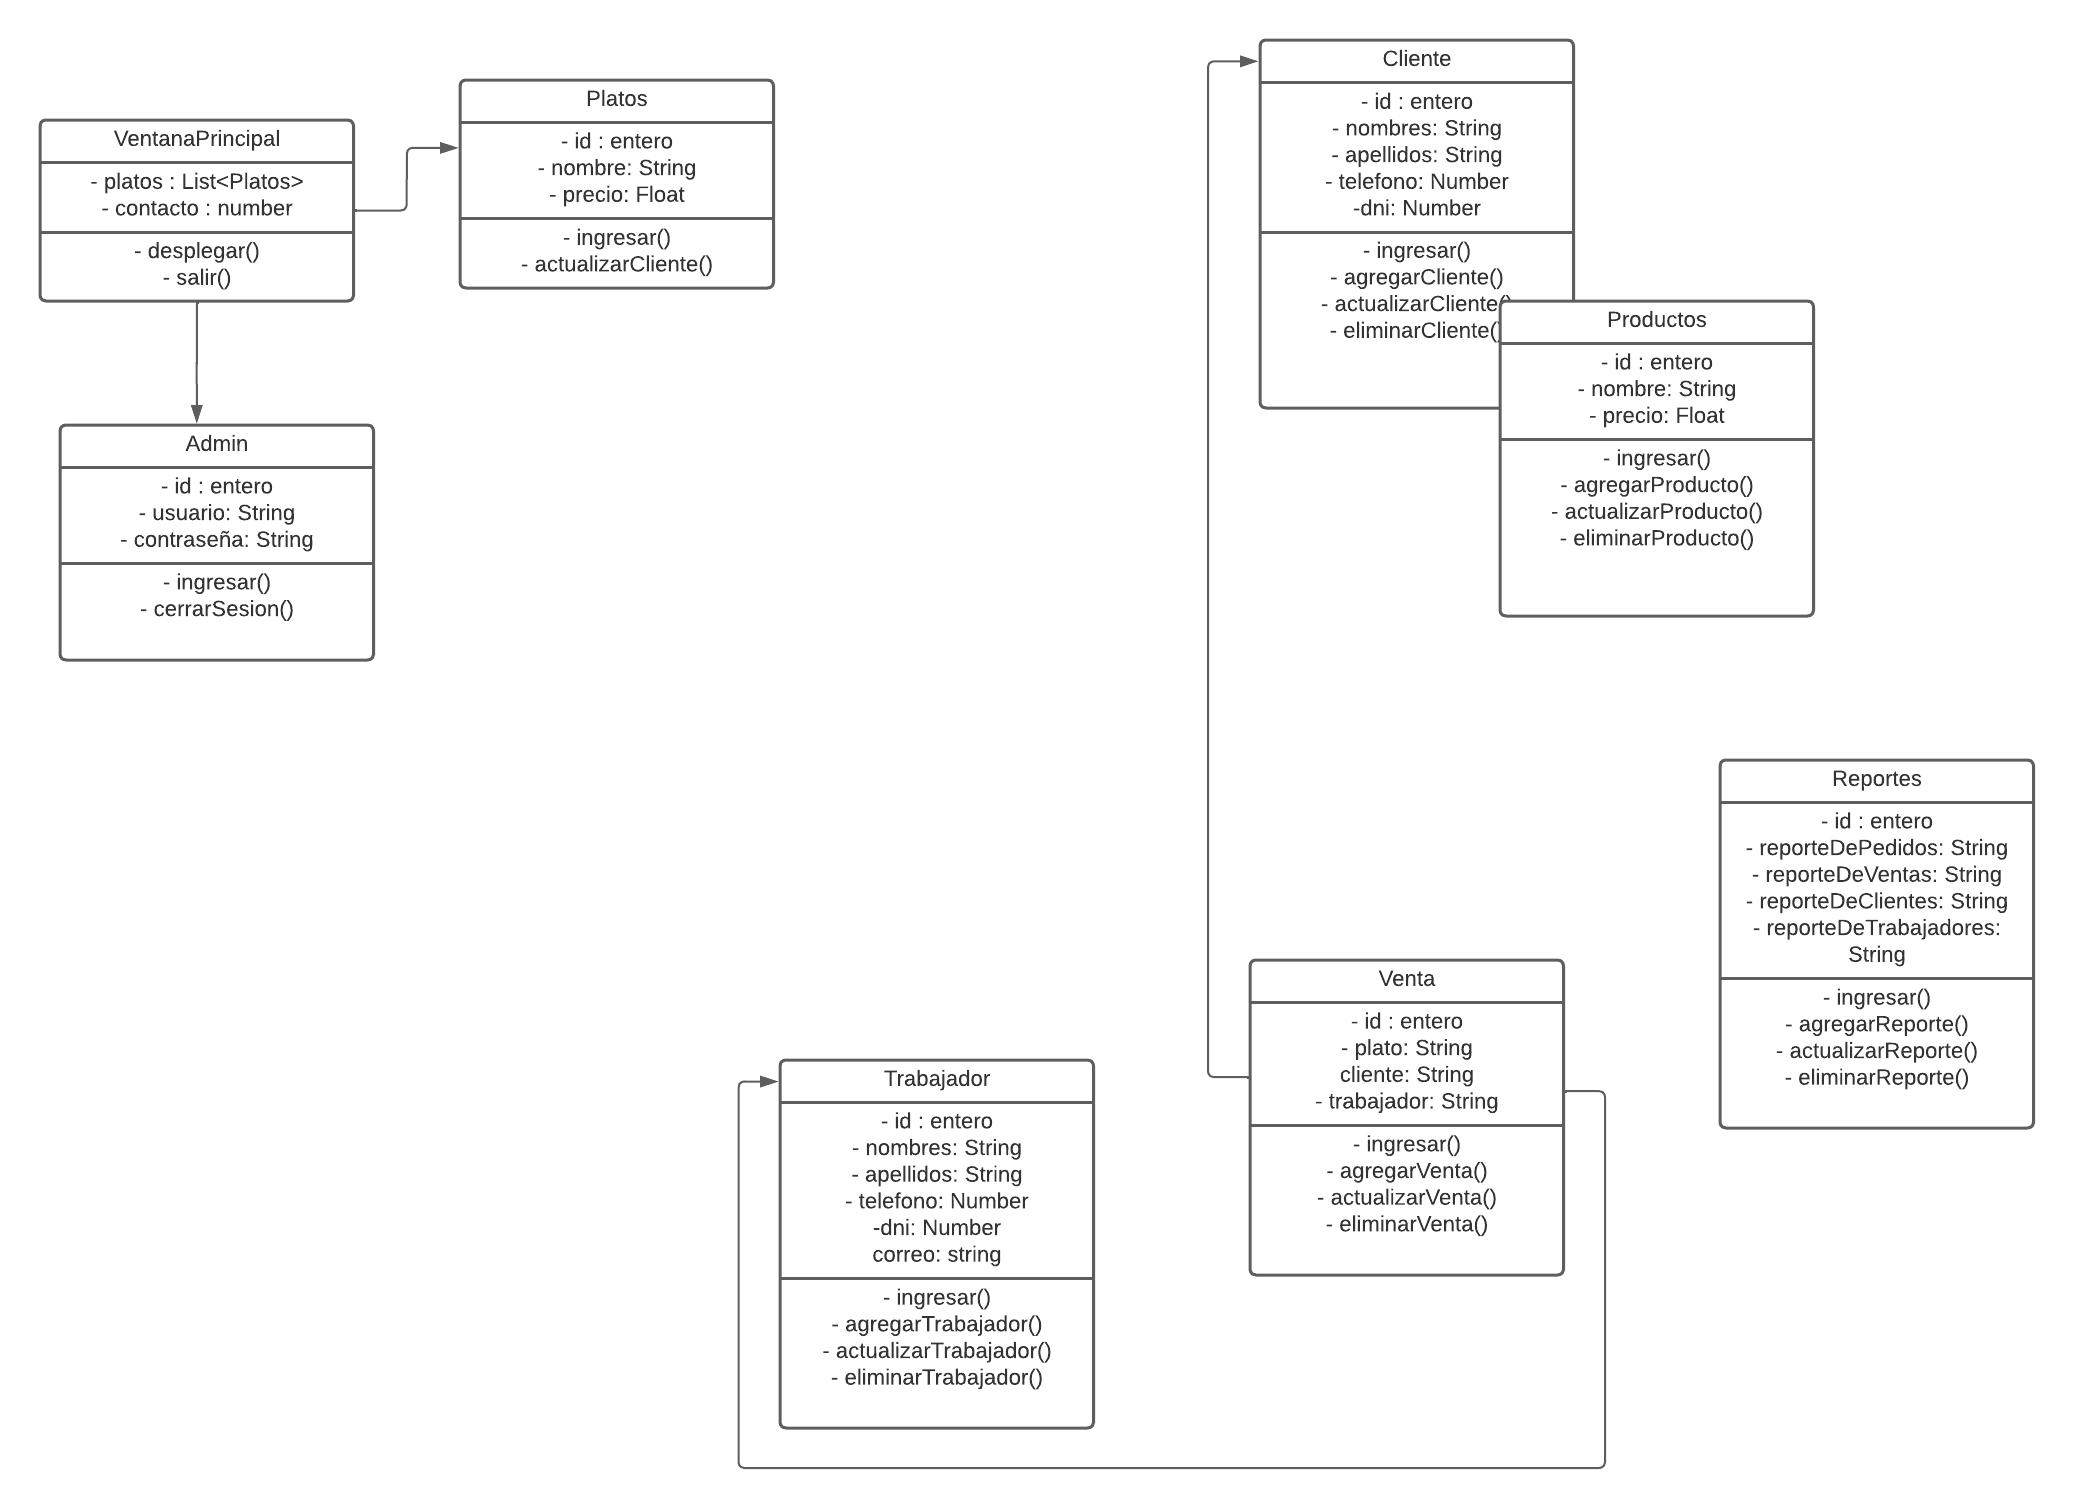 VentanaPrincipal
- platos : List<Platos>
- contacto : number
- desplegar()
- salir()
Platos
- id : entero
- nombre: String
- precio: Float
- ingresar()
- actualizarCliente()
Admin
- id : entero
- usuario: String
- contraseña: String
- ingresar()
- cerrarSesion()
Cliente
- id : entero
- nombres: String
- apellidos: String
- telefono: Number
-dni: Number
- ingresar()
- agregarCliente()
- actualizarCliente()
- eliminarCliente()
Productos
- id : entero
- nombre: String
- precio: Float
- ingresar()
- agregarProducto()
- actualizarProducto()
- eliminarProducto()
Reportes
- id : entero
- reporteDePedidos: String
- reporteDeVentas: String
- reporteDeClientes: String
- reporteDeTrabajadores:
String
- ingresar()
- agregarReporte()
- actualizarReporte()
- eliminarReporte()
Venta
- id : entero
- plato: String
cliente: String
- trabajador: String
- ingresar()
- agregarVenta()
- actualizarVenta()
- eliminarVenta()
Trabajador
- id : entero
- nombres: String
- apellidos: String
- telefono: Number
-dni: Number
correo: string
- ingresar()
- agregarTrabajador()
- actualizarTrabajador()
- eliminarTrabajador()